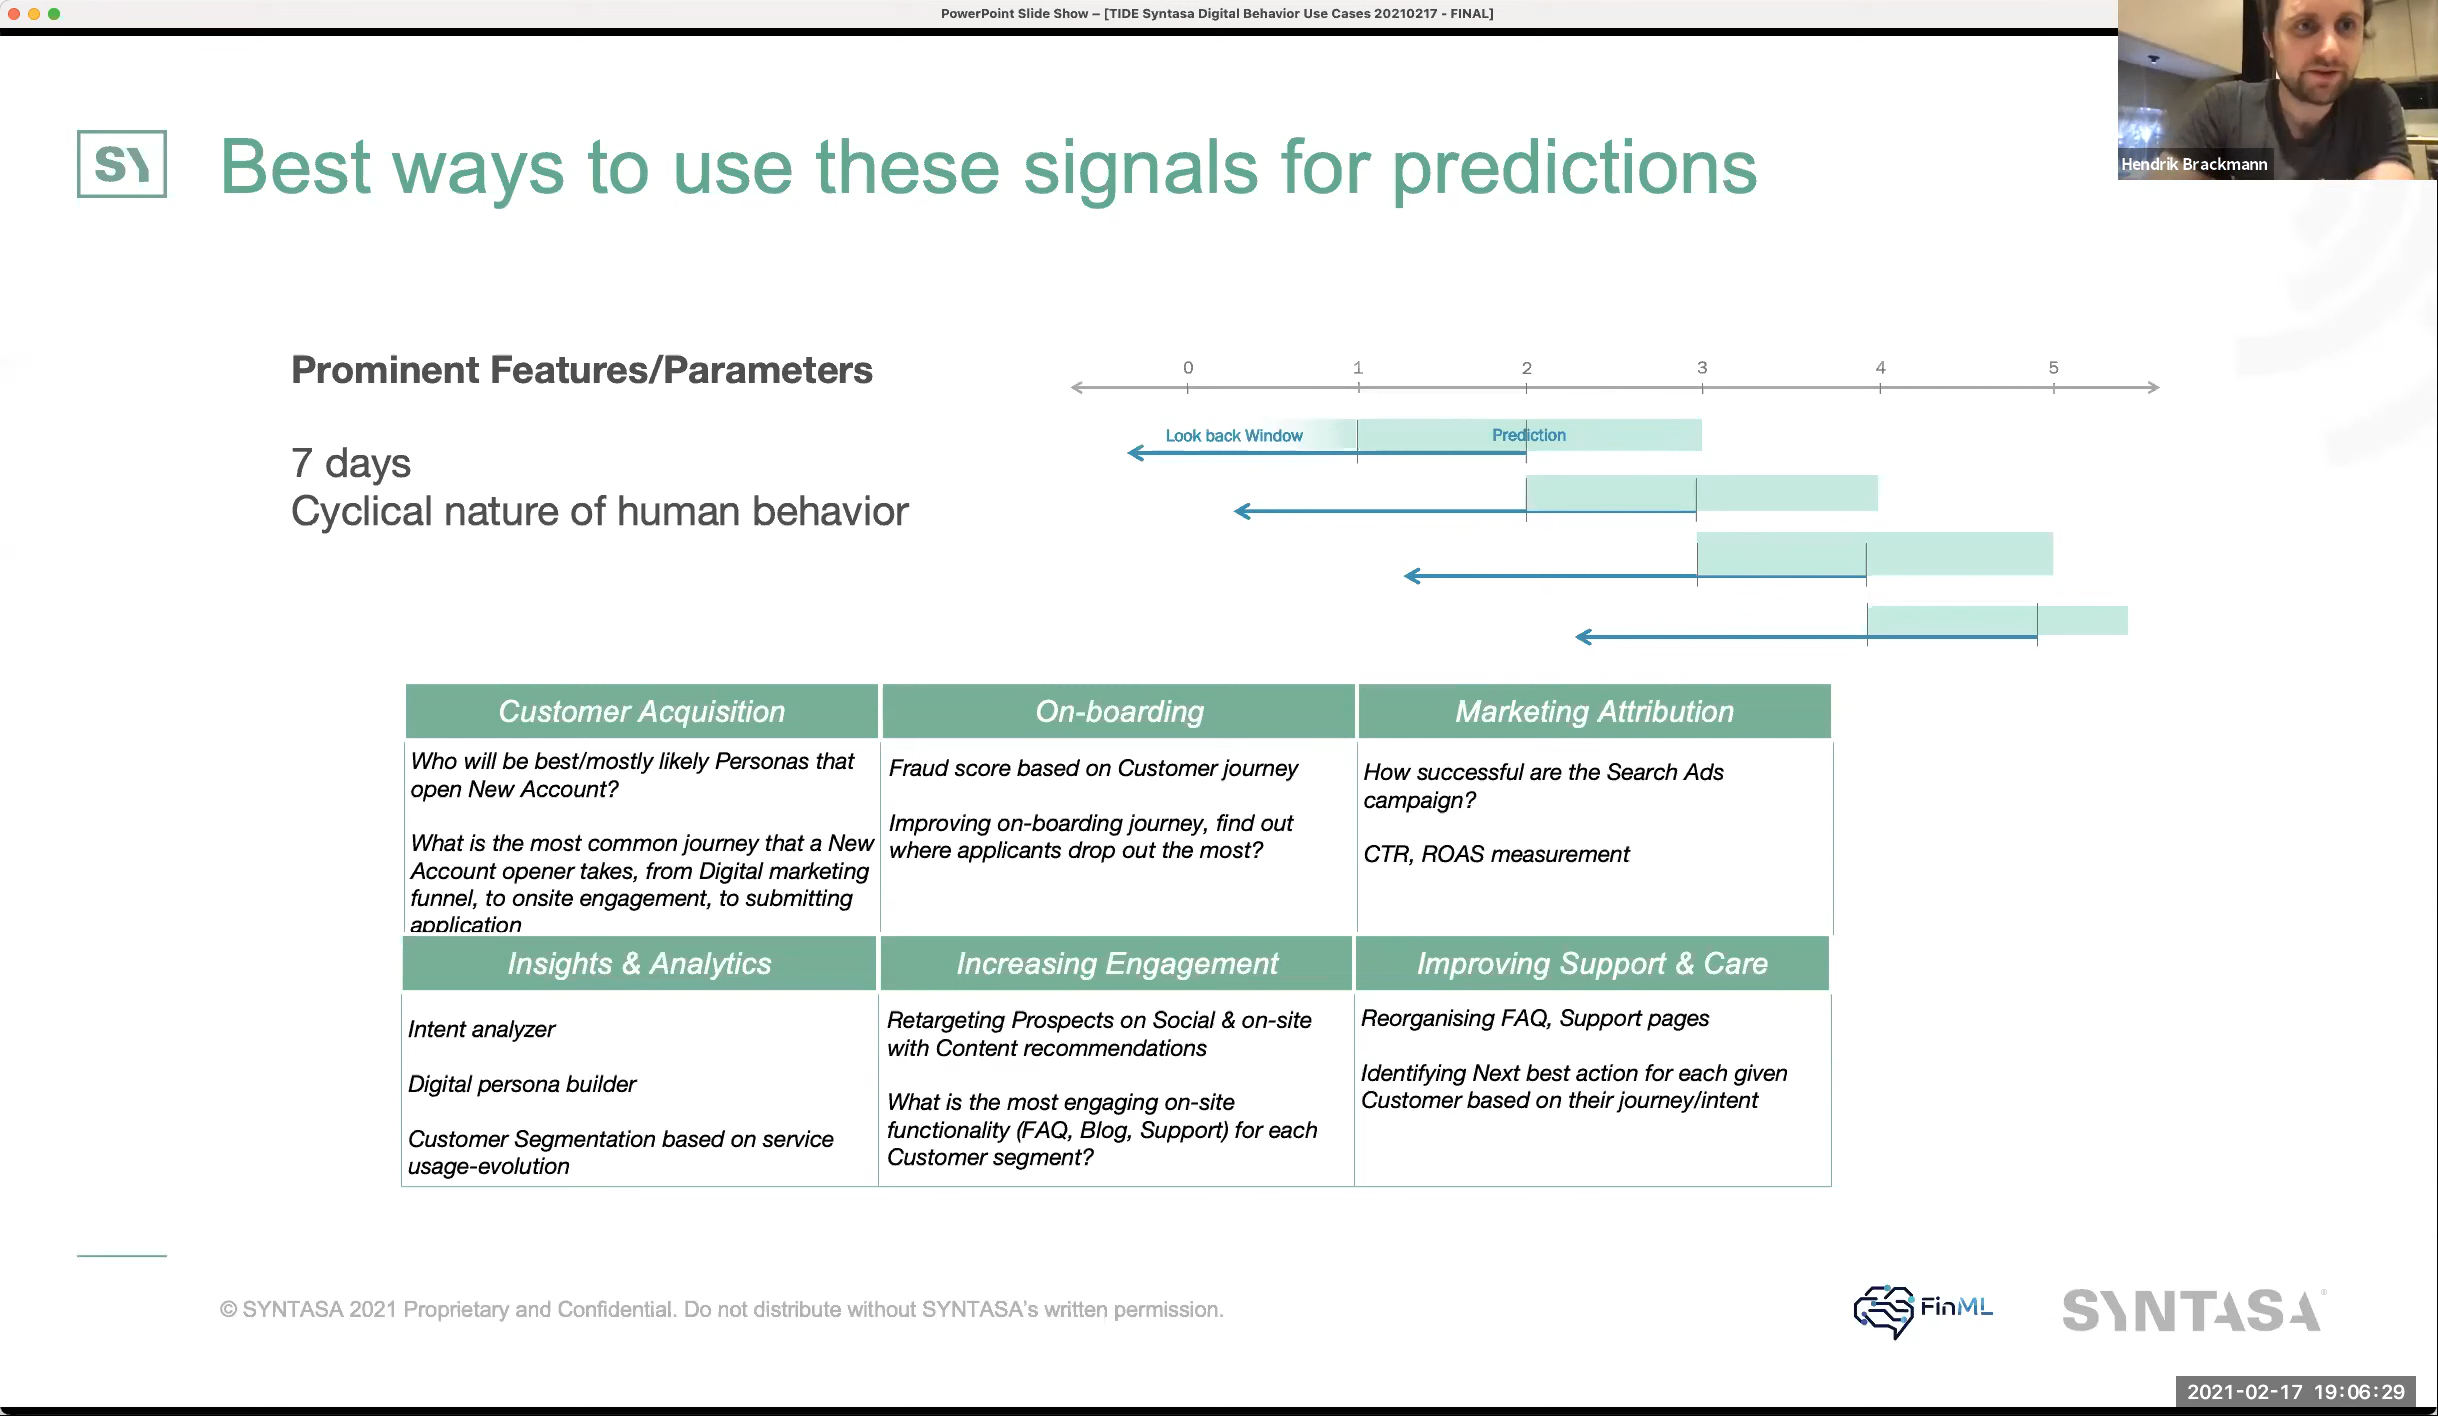 PowerPoint Slide Show – [TIDE Syntasa Digital Behavior Use Cases 20210217 - FINAL]
Hendrik Brackmann
SY
Best ways to use these signals for predictions
Prominent Features/Parameters
7 days
Cyclical nature of human behavior
0 1 2 3 4 5
Look back Window
Prediction
Customer Acquisition
Who will be best/mostly likely Personas that
open New Account?
What is the most common journey that a New
Account opener takes, from Digital marketing
funnel, to onsite engagement, to submitting
application
On-boarding
Fraud score based on Customer journey
Improving on-boarding journey, find out
where applicants drop out the most?
Marketing Attribution
How successful are the Search Ads
campaign?
CTR, ROAS measurement
Insights & Analytics
Intent analyzer
Digital persona builder
Customer Segmentation based on service
usage-evolution
Increasing Engagement
Retargeting Prospects on Social & on-site
with Content recommendations
What is the most engaging on-site
functionality (FAQ, Blog, Support) for each
Customer segment?
Improving Support & Care
Reorganising FAQ, Support pages
Identifying Next best action for each given
Customer based on their journey/intent
© SYNTASA 2021 Proprietary and Confidential. Do not distribute without SYNTASA's written permission.
FinML
SYNTASA®
2021-02-17 19:06:29